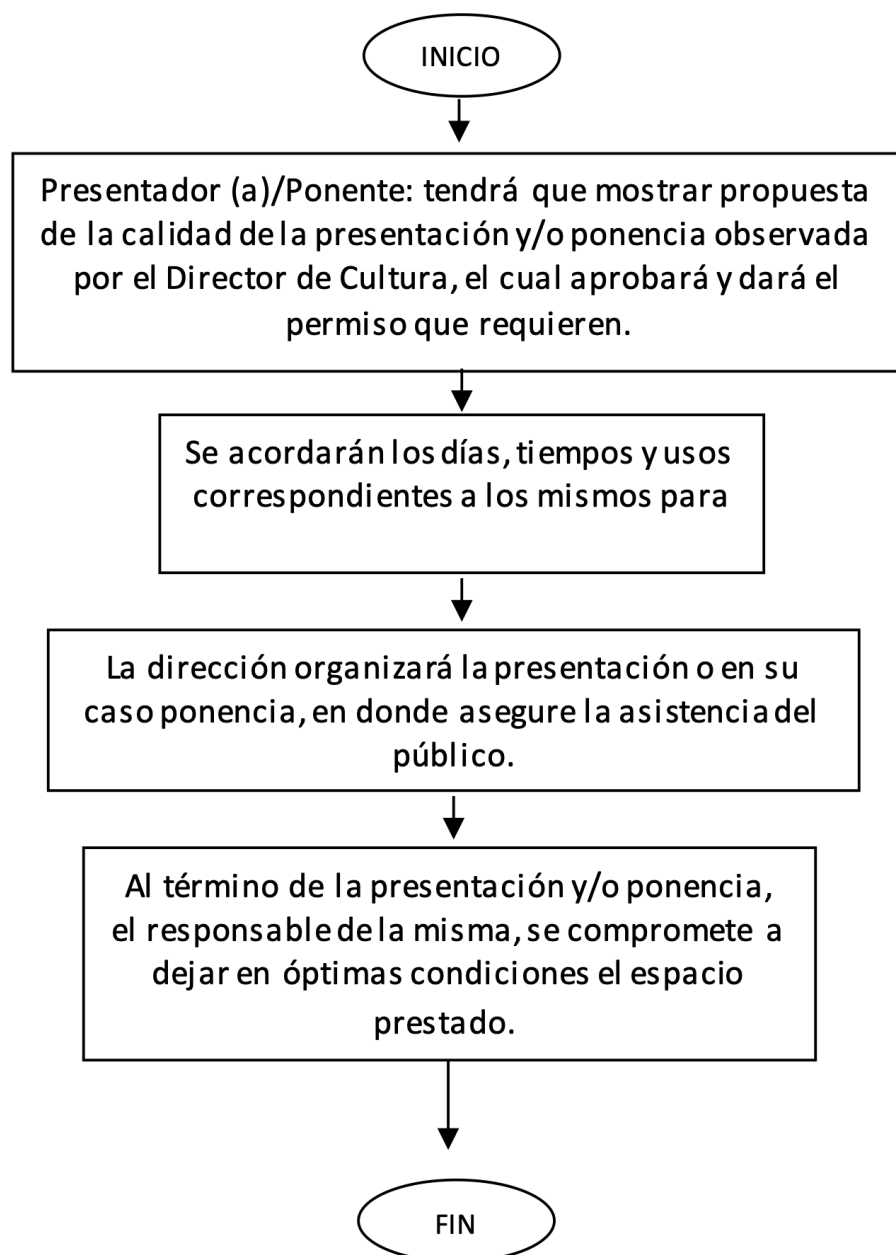 INICIO
Presentador (a)/Ponente: tendrá que mostrar propuesta
de la calidad de la presentación y/o ponencia observada
por el Director de Cultura, el cual aprobará y dará el
permiso que requieren.
Se acordarán los días, tiempos y usos
correspondientes a los mismos para
La dirección organizará la presentación o en su
caso ponencia, en donde asegure la asistencia del
público.
Al término de la presentación y/o ponencia,
el responsable de la misma, se compromete a
dejar en óptimas condiciones el espacio
prestado.
FIN